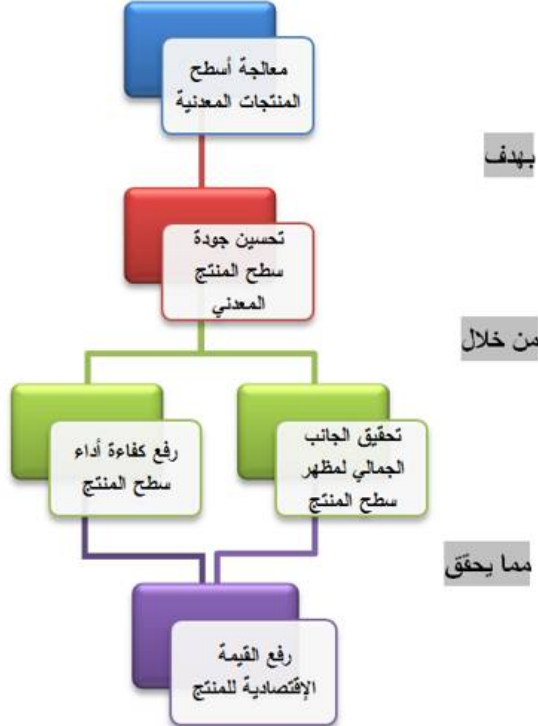 معالجة أسطح
المنتجات المعدنية
بهدف
تحسين جودة
سطح المنتج
المعدني
من خلال
تحقيق الجانب
الجمالي لمظهر
سطح المنتج
رفع كفاءة أداء
سطح المنتج
مما يحقق
رفع القيمة
الإقتصادية للمنتج